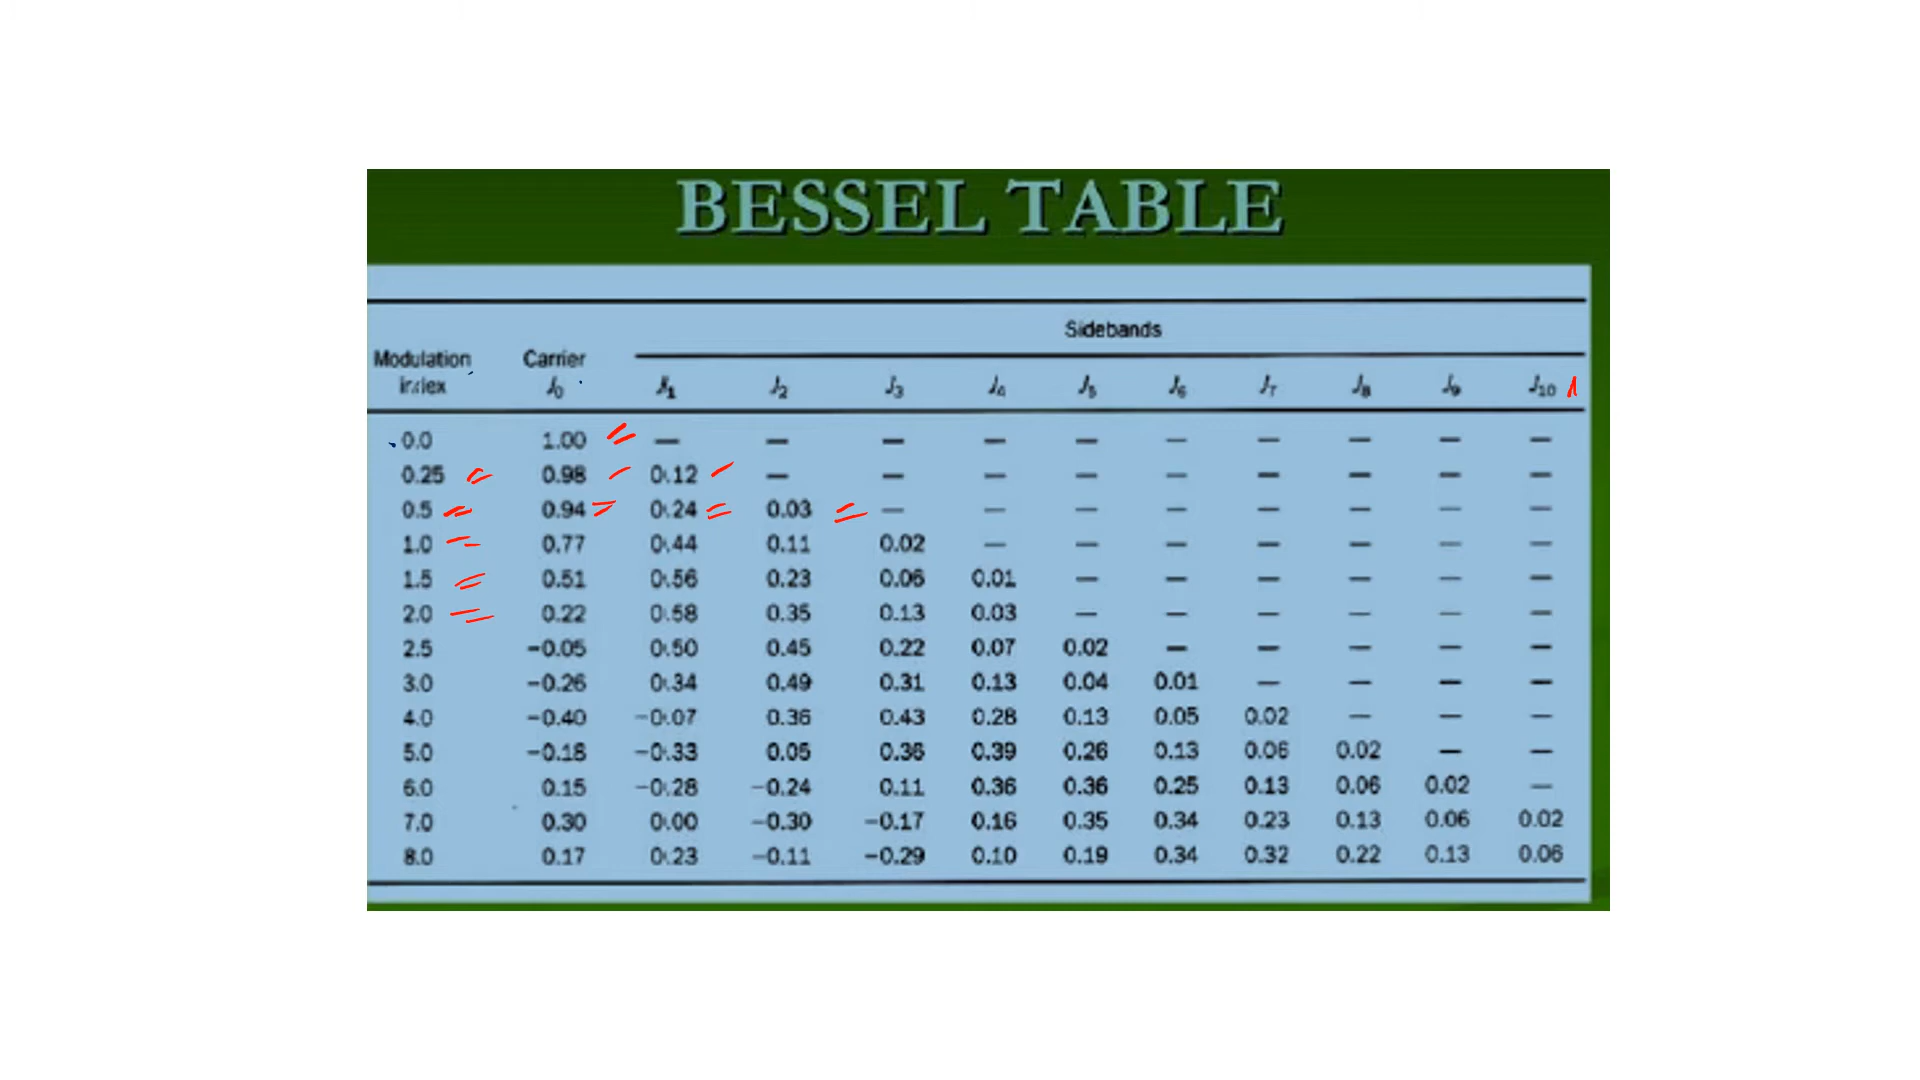 BESSEL TABLE
Sidebands
Modulation Carrier
index J0 J1 J2 J3 J4 J5 J6 J7 J8 J9 J10
0.0 1.00 — — — — — — — — — —
0.25 0.98 0.12 — — — — — — — — —
0.5 0.94 0.24 0.03 — — — — — — — —
1.0 0.77 0.44 0.11 0.02 — — — — — — —
1.5 0.51 0.56 0.23 0.06 0.01 — — — — — —
2.0 0.22 0.58 0.35 0.13 0.03 — — — — — —
2.5 −0.05 0.50 0.45 0.22 0.07 0.02 — — — — —
3.0 −0.26 0.34 0.49 0.31 0.13 0.04 0.01 — — — —
4.0 −0.40 −0.07 0.36 0.43 0.28 0.13 0.05 0.02 — — —
5.0 −0.18 −0.33 0.05 0.36 0.39 0.26 0.13 0.06 0.02 — —
6.0 0.15 −0.28 −0.24 0.11 0.36 0.36 0.25 0.13 0.06 0.02 —
7.0 0.30 0.00 −0.30 −0.17 0.16 0.35 0.34 0.23 0.13 0.06 0.02
8.0 0.17 0.23 −0.11 −0.29 0.10 0.19 0.34 0.32 0.22 0.13 0.06